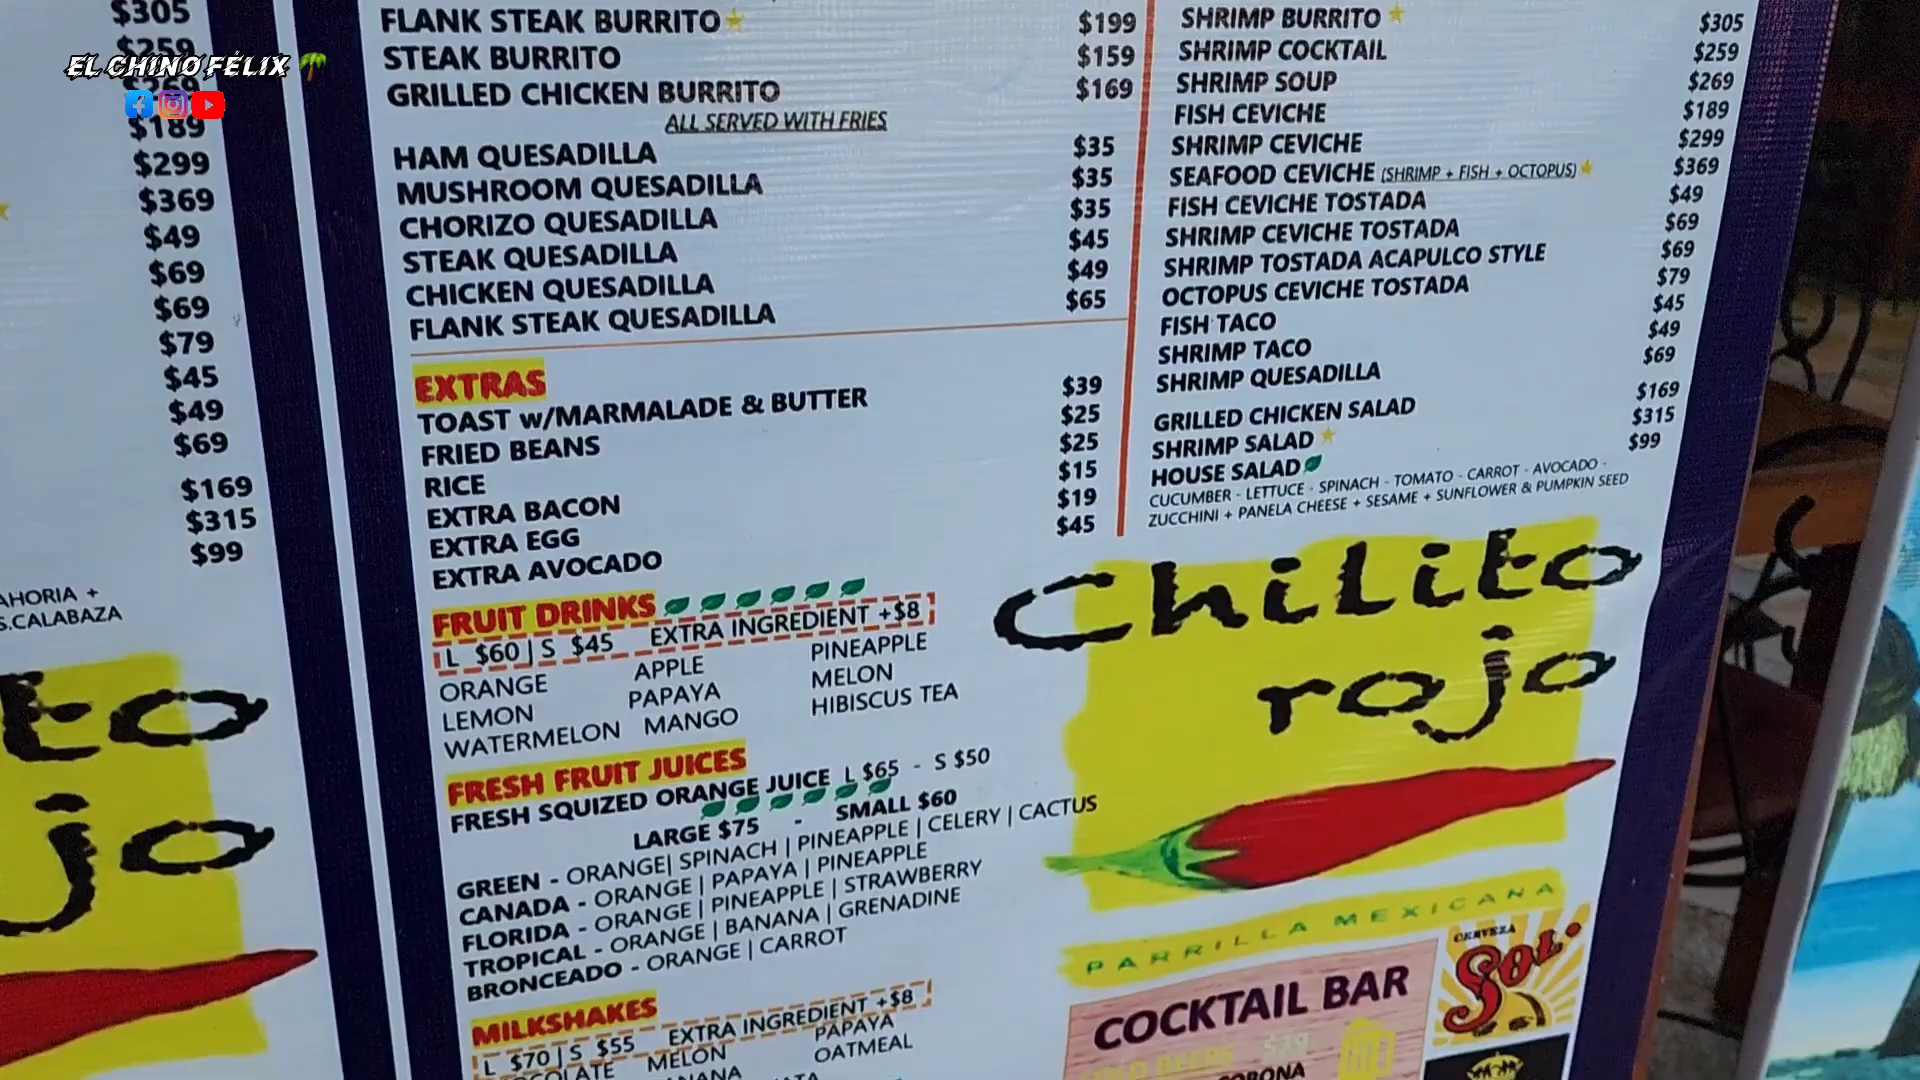 EL CHINO FÉLIX
$305
$259
$269
$189
$299
$369
$49
$69
$69
$79
$45
$49
$69
$169
$315
$99
AHORIA +
S.CALABAZA
to
jo
FLANK STEAK BURRITO $199
STEAK BURRITO $159
GRILLED CHICKEN BURRITO $169
ALL SERVED WITH FRIES
HAM QUESADILLA $35
MUSHROOM QUESADILLA $35
CHORIZO QUESADILLA $35
STEAK QUESADILLA $45
CHICKEN QUESADILLA $49
FLANK STEAK QUESADILLA $65
EXTRAS
TOAST w/MARMALADE & BUTTER $39
FRIED BEANS $25
RICE $25
EXTRA BACON $15
EXTRA EGG $19
EXTRA AVOCADO $45
FRUIT DRINKS
L $60 | S $45 EXTRA INGREDIENT +$8
ORANGE APPLE PINEAPPLE
LEMON PAPAYA MELON
WATERMELON MANGO HIBISCUS TEA
FRESH FRUIT JUICES
FRESH SQUIZED ORANGE JUICE L $65 - S $50
LARGE $75 - SMALL $60
GREEN - ORANGE| SPINACH | PINEAPPLE | CELERY | CACTUS
CANADA - ORANGE | PAPAYA | PINEAPPLE
FLORIDA - ORANGE | PINEAPPLE | STRAWBERRY
TROPICAL - ORANGE | BANANA | GRENADINE
BRONCEADO - ORANGE | CARROT
MILKSHAKES
L $70 | S $55 EXTRA INGREDIENT +$8
MELON PAPAYA
OATMEAL
SHRIMP BURRITO $305
SHRIMP COCKTAIL $259
SHRIMP SOUP $269
FISH CEVICHE $189
SHRIMP CEVICHE $299
SEAFOOD CEVICHE (SHRIMP + FISH + OCTOPUS) $369
FISH CEVICHE TOSTADA $49
SHRIMP CEVICHE TOSTADA $69
SHRIMP TOSTADA ACAPULCO STYLE $69
OCTOPUS CEVICHE TOSTADA $79
FISH TACO $45
SHRIMP TACO $49
SHRIMP QUESADILLA $69
GRILLED CHICKEN SALAD $169
SHRIMP SALAD $315
HOUSE SALAD $99
CUCUMBER - LETTUCE - SPINACH - TOMATO - CARROT - AVOCADO -
ZUCCHINI + PANELA CHEESE + SESAME + SUNFLOWER & PUMPKIN SEED
Chilito
rojo
PARRILLA MEXICANA
COCKTAIL BAR
CERVEZA
SOL
CORONA